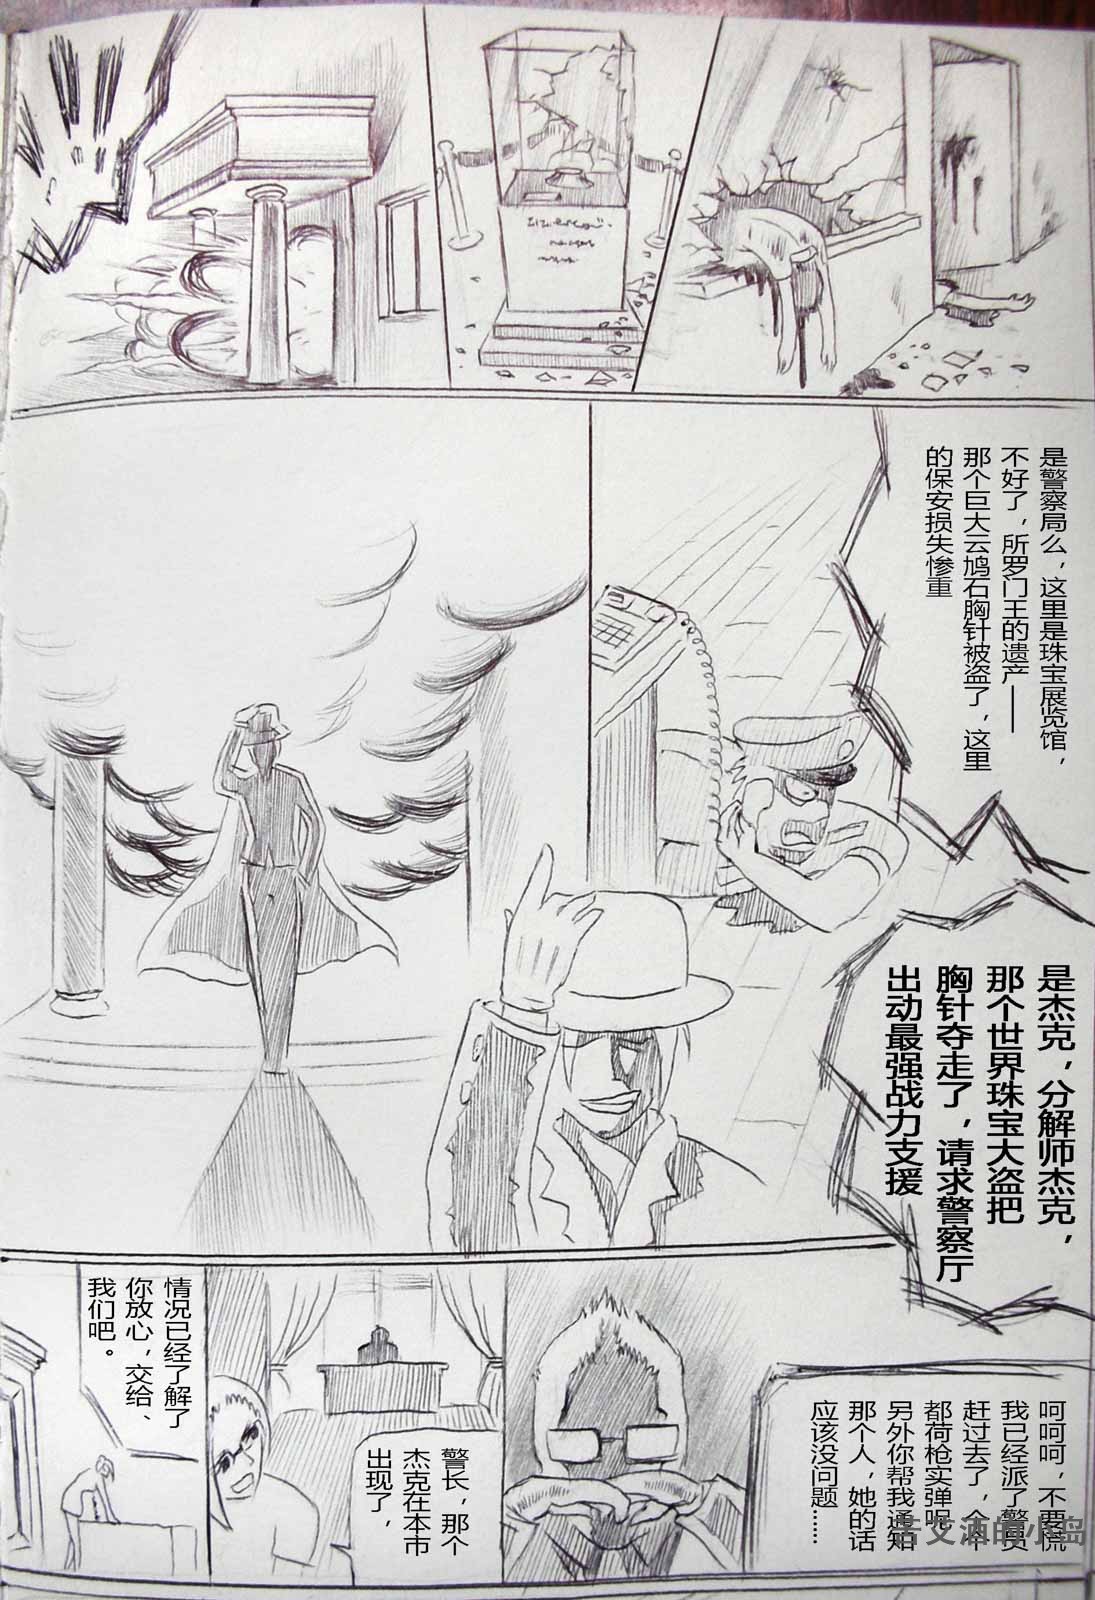 是警察局么，这里是珠宝展览馆，
不好了，所罗门王的遗产——
那个巨大云鸠石胸针被盗了，这里
的保安损失惨重
是杰克，分解师杰克，
那个世界珠宝大盗把
胸针夺走了，请求警察厅
出动最强战力支援
呵呵呵，不要慌
我已经派了警员
赶过去了，个个
都荷枪实弹呢
另外你帮我通知
那个人，她的话
应该没问题……
警长，那个
杰克在本市
出现了，
情况已经了解了
你放心，交给、
我们吧。
苦艾酒的小岛